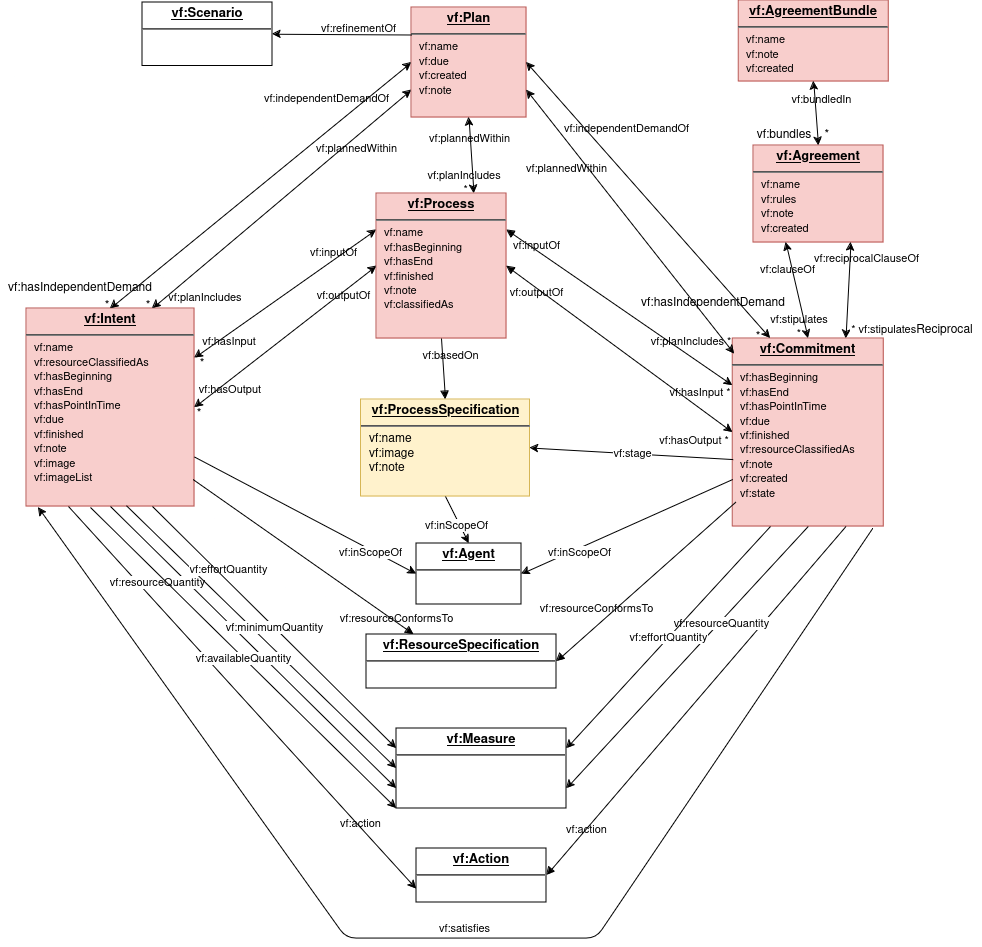 vf:Scenario
vf:refinementOf
vf:Plan
vf:name
vf:due
vf:created
vf:note
vf:AgreementBundle
vf:name
vf:note
vf:created
vf:independentDemandOf
vf:plannedWithin
vf:plannedWithin
vf:planIncludes
*
vf:independentDemandOf
vf:plannedWithin
vf:bundledIn
vf:bundles *
vf:Agreement
vf:name
vf:rules
vf:note
vf:created
vf:Process
vf:name
vf:hasBeginning
vf:hasEnd
vf:finished
vf:note
vf:classifiedAs
vf:inputOf
vf:outputOf
vf:inputOf
vf:outputOf
vf:clauseOf
vf:reciprocalClauseOf
vf:hasIndependentDemand
* * vf:planIncludes
vf:hasIndependentDemand
vf:stipulates
* * * vf:stipulatesReciprocal
vf:planIncludes *
vf:Intent
vf:name
vf:resourceClassifiedAs
vf:hasBeginning
vf:hasEnd
vf:hasPointInTime
vf:due
vf:finished
vf:note
vf:image
vf:imageList
vf:hasInput
*
vf:hasOutput
*
vf:basedOn
vf:Commitment
vf:hasBeginning
vf:hasEnd
vf:hasPointInTime
vf:due
vf:finished
vf:resourceClassifiedAs
vf:note
vf:created
vf:state
vf:hasInput *
vf:hasOutput *
vf:ProcessSpecification
vf:name
vf:image
vf:note
vf:stage
vf:inScopeOf
vf:inScopeOf
vf:inScopeOf
vf:Agent
vf:effortQuantity
vf:resourceQuantity
vf:minimumQuantity
vf:availableQuantity
vf:resourceConformsTo
vf:resourceConformsTo
vf:resourceQuantity
vf:effortQuantity
vf:ResourceSpecification
vf:Measure
vf:action
vf:action
vf:Action
vf:satisfies